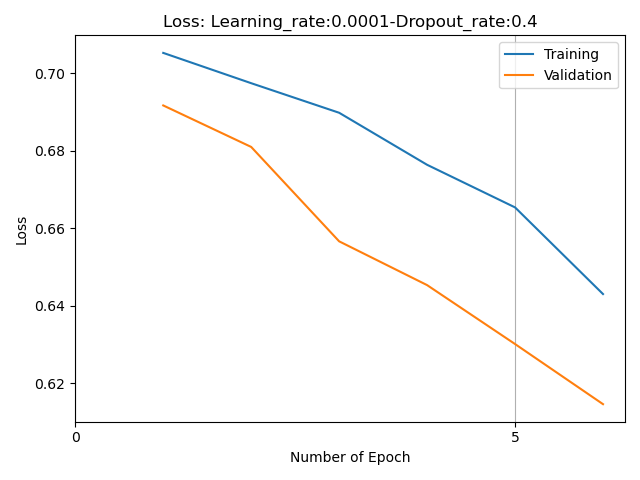 Loss: Learning_rate:0.0001-Dropout_rate:0.4
Training
Validation
0.70
0.68
0.66
0.64
0.62
Loss
0
5
Number of Epoch